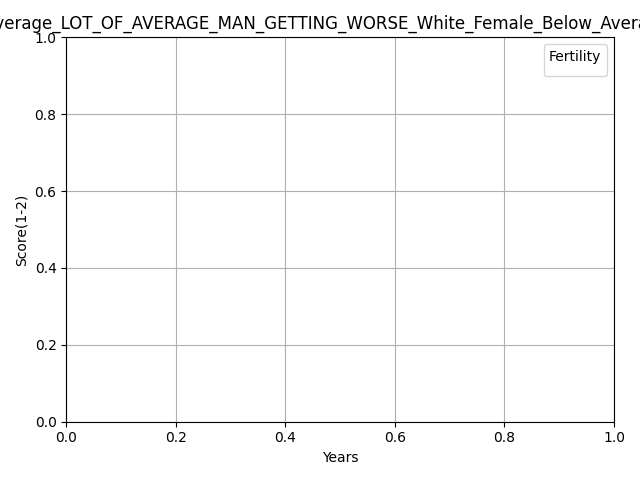 verage_LOT_OF_AVERAGE_MAN_GETTING_WORSE_White_Female_Below_Avera
Fertility
1.0
0.8
0.6
0.4
0.2
0.0
Score(1-2)
0.0 0.2 0.4 0.6 0.8 1.0
Years